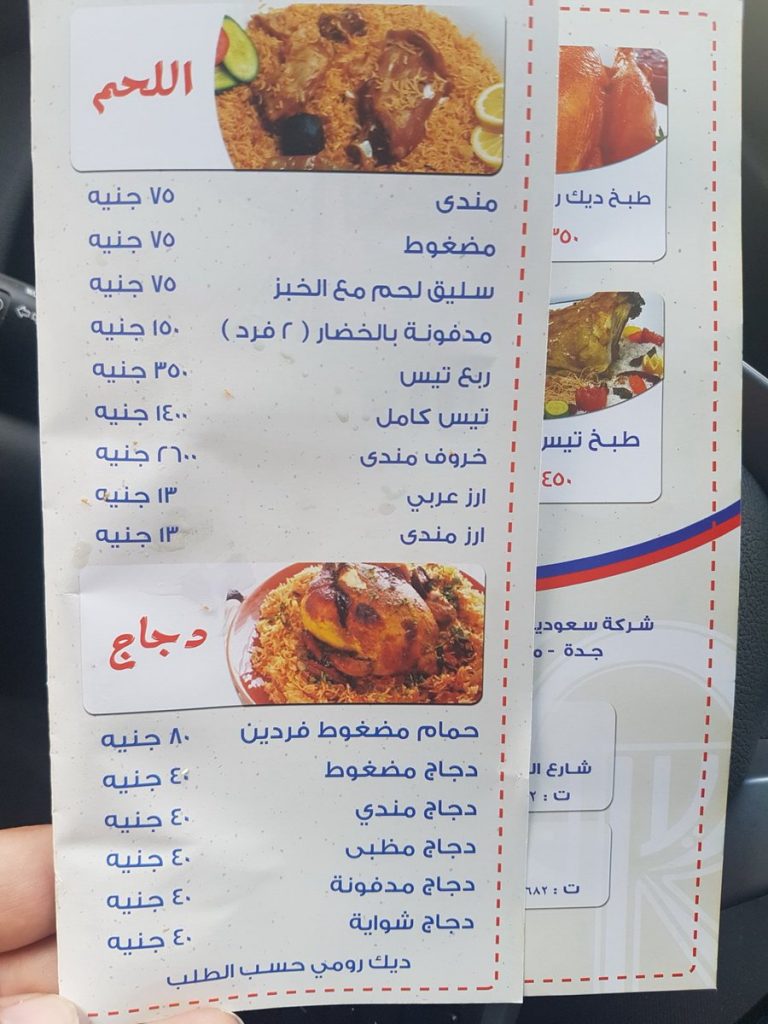 اللحم
مندى ٧٥ جنيه
مضغوط ٧٥ جنيه
سليق لحم مع الخبز ٧٥ جنيه
مدفونة بالخضار ( ٢ فرد ) ١٥٠ جنيه
ربع تيس ٣٥٠ جنيه
تيس كامل ١٤٠٠ جنيه
خروف مندى ٢٦٠٠ جنيه
ارز عربي ١٣ جنيه
ارز مندى ١٣ جنيه
دجاج
حمام مضغوط فردين ٨٠ جنيه
دجاج مضغوط ٤٠ جنيه
دجاج مندي ٤٠ جنيه
دجاج مظبى ٤٠ جنيه
دجاج مدفونة ٤٠ جنيه
دجاج شواية ٤٠ جنيه
ديك رومي حسب الطلب
طبخ ديك
٣٥٠
طبخ تيس
٤٥٠
شركة
جدة -
شارع
ت :
ت : ٦٨٢